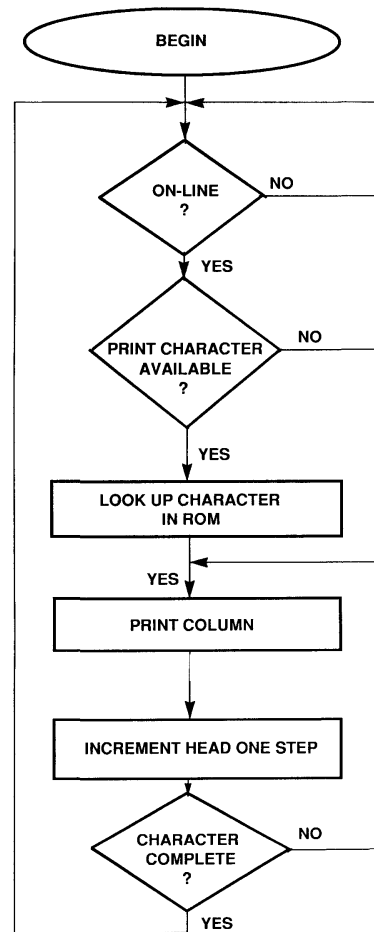 BEGIN
ON-LINE
?
NO
YES
PRINT CHARACTER
AVAILABLE
?
NO
YES
LOOK UP CHARACTER
IN ROM
YES
PRINT COLUMN
INCREMENT HEAD ONE STEP
CHARACTER
COMPLETE
?
NO
YES